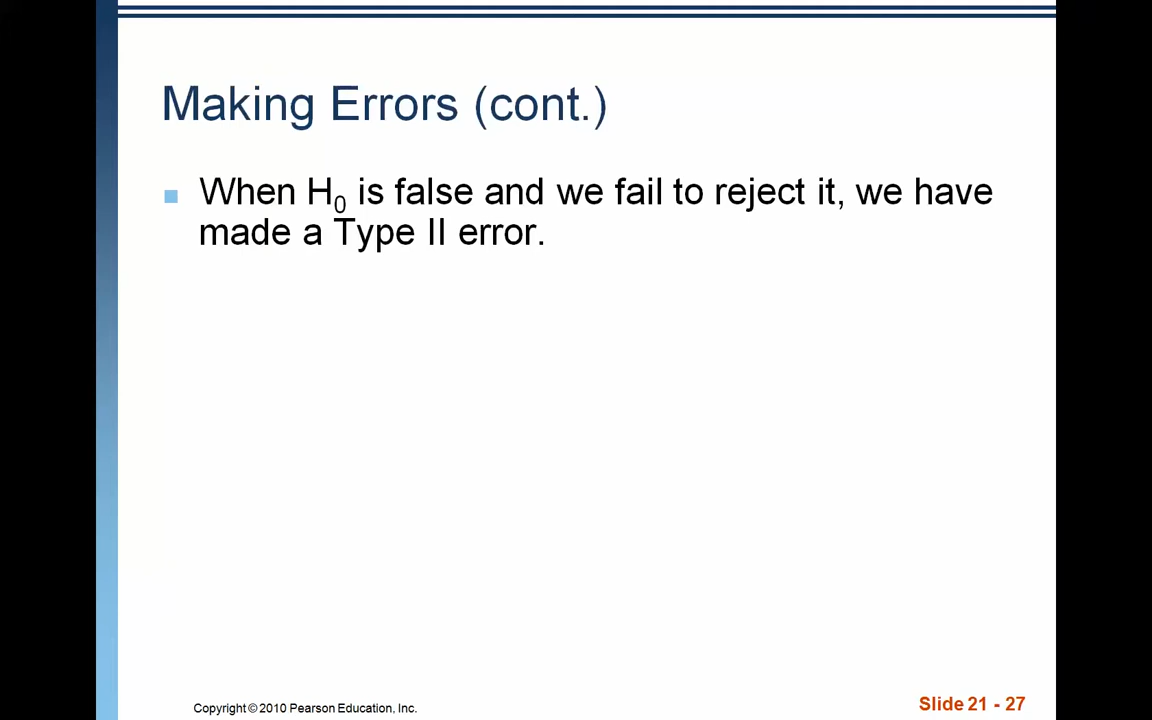 Making Errors (cont.)
When H₀ is false and we fail to reject it, we have
made a Type II error.
Copyright © 2010 Pearson Education, Inc.
Slide 21 - 27